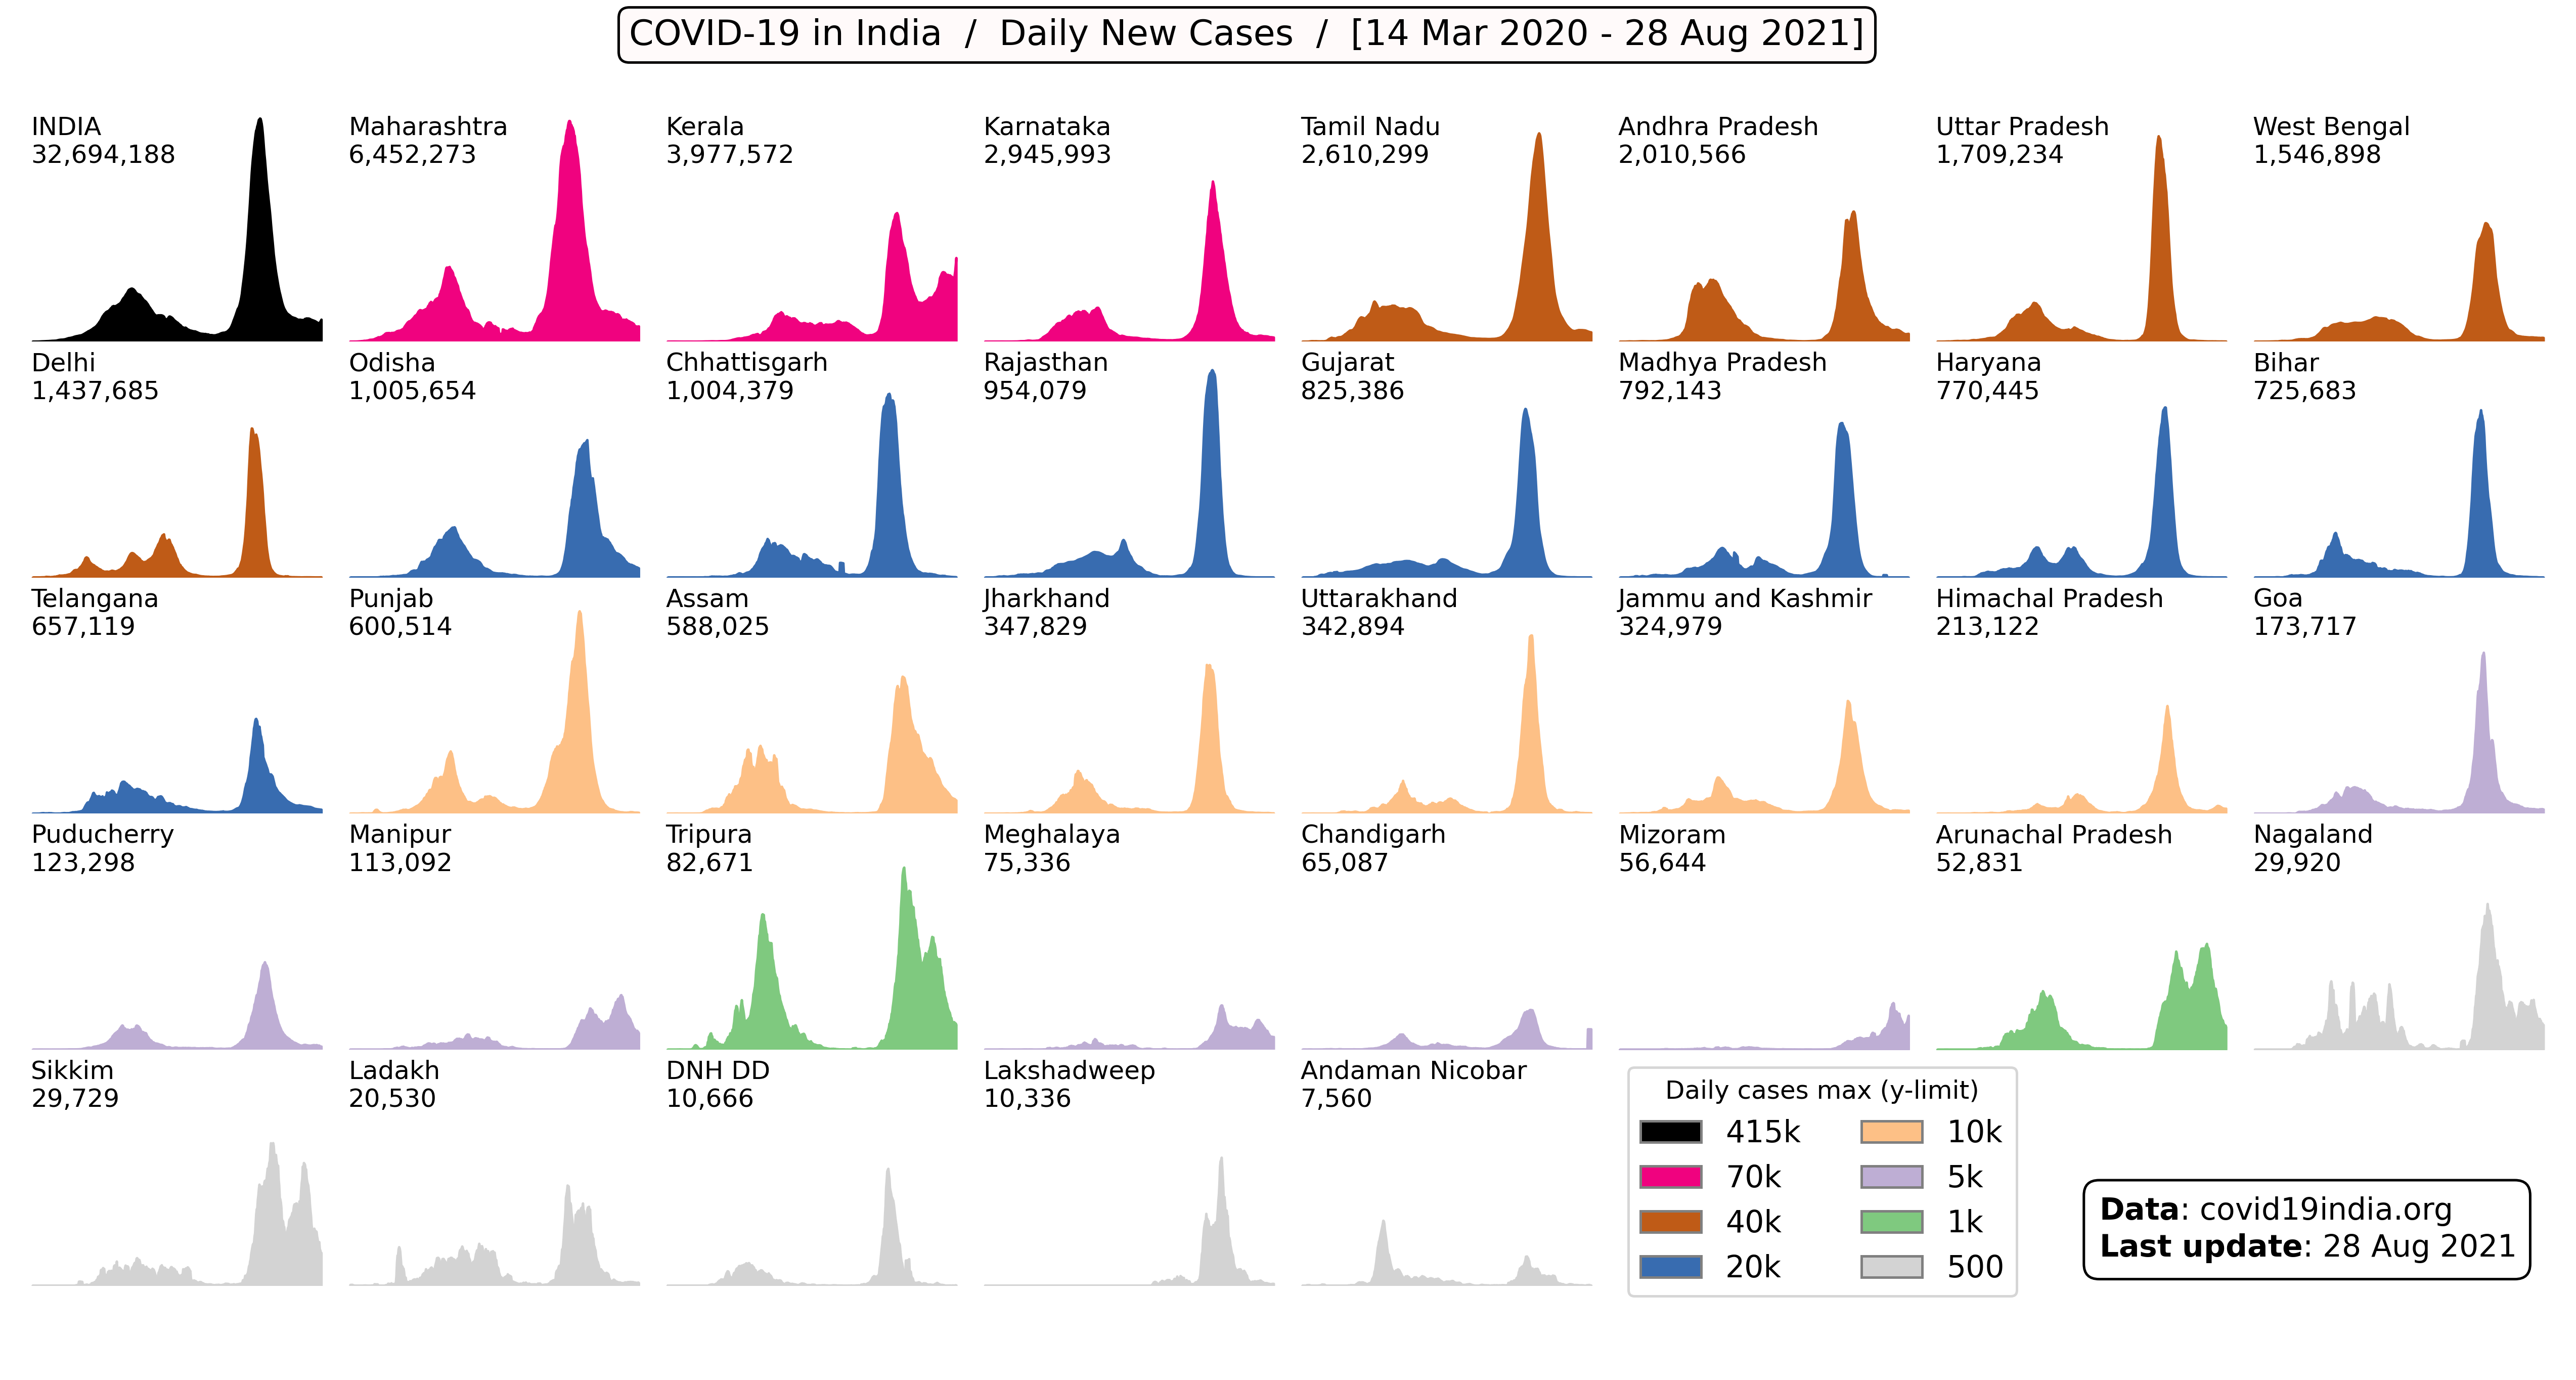 COVID-19 in India / Daily New Cases / [14 Mar 2020 - 28 Aug 2021]
INDIA
32,694,188
Maharashtra
6,452,273
Kerala
3,977,572
Karnataka
2,945,993
Tamil Nadu
2,610,299
Andhra Pradesh
2,010,566
Uttar Pradesh
1,709,234
West Bengal
1,546,898
Delhi
1,437,685
Odisha
1,005,654
Chhattisgarh
1,004,379
Rajasthan
954,079
Gujarat
825,386
Madhya Pradesh
792,143
Haryana
770,445
Bihar
725,683
Telangana
657,119
Punjab
600,514
Assam
588,025
Jharkhand
347,829
Uttarakhand
342,894
Jammu and Kashmir
324,979
Himachal Pradesh
213,122
Goa
173,717
Puducherry
123,298
Manipur
113,092
Tripura
82,671
Meghalaya
75,336
Chandigarh
65,087
Mizoram
56,644
Arunachal Pradesh
52,831
Nagaland
29,920
Sikkim
29,729
Ladakh
20,530
DNH DD
10,666
Lakshadweep
10,336
Andaman Nicobar
7,560
Daily cases max (y-limit)
415k
70k
40k
20k
10k
5k
1k
500
Data: covid19india.org
Last update: 28 Aug 2021